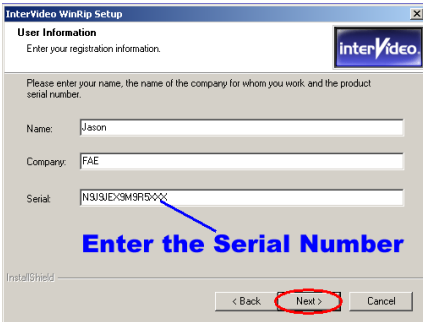 InterVideo WinRip Setup
User Information
Enter your registration information.
interVideo.
Please enter your name, the name of the company for whom you work and the product
serial number.
Name: Jason
Company: FAE
Serial: N9J9JEX9M9R5XXX
Enter the Serial Number
InstallShield
< Back Next > Cancel